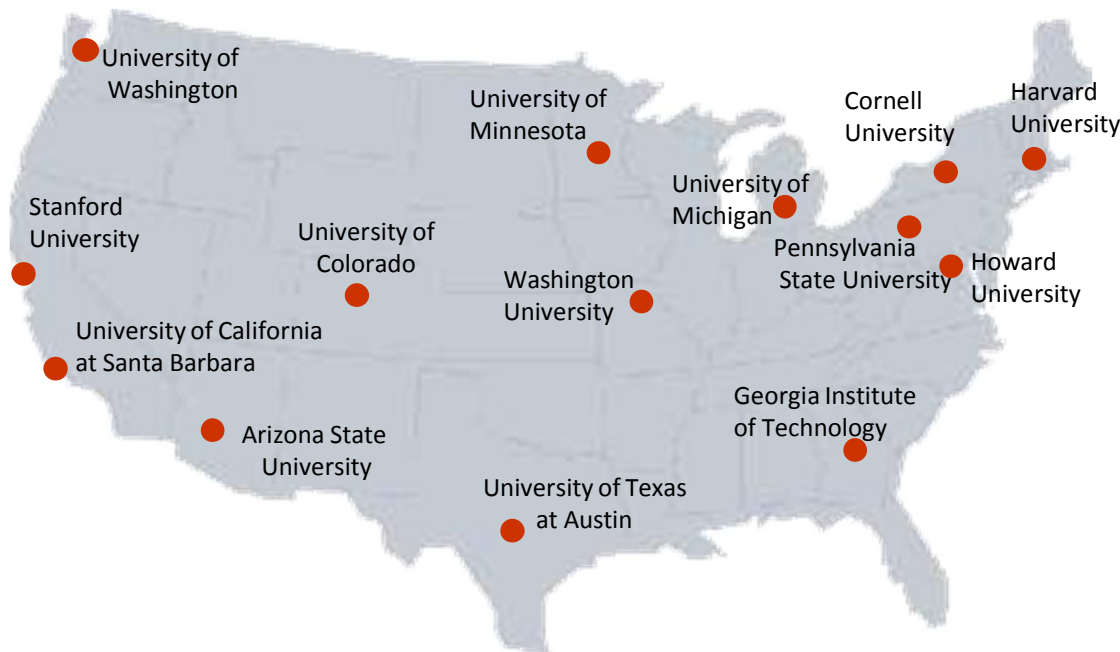 University of
Washington
University of
Minnesota
Cornell
University
Harvard
University
Stanford
University
University of
Colorado
University of
Michigan
Pennsylvania
State University
Howard
University
Washington
University
University of California
at Santa Barbara
Georgia Institute
of Technology
Arizona State
University
University of Texas
at Austin